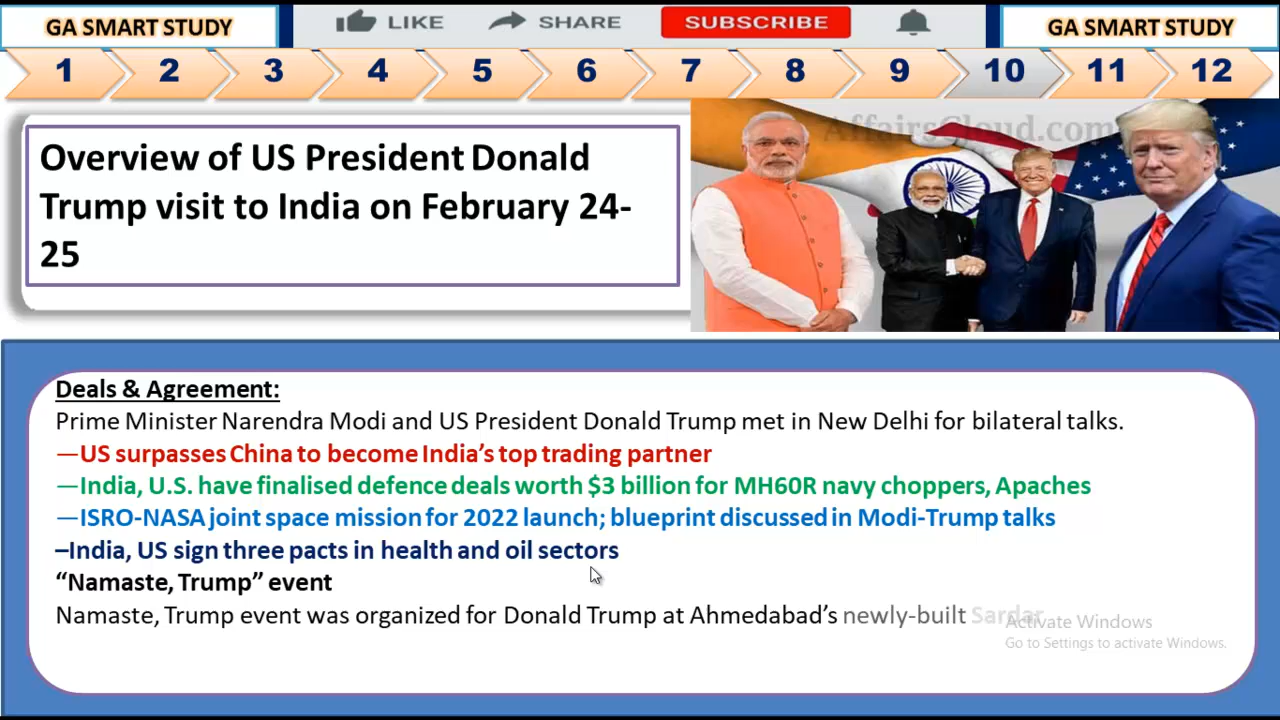 GA SMART STUDY
LIKE
SHARE
SUBSCRIBE
GA SMART STUDY
1 2 3 4 5 6 7 8 9 10 11 12
Overview of US President Donald
Trump visit to India on February 24-
25
AffairsCloud.com
Deals & Agreement:
Prime Minister Narendra Modi and US President Donald Trump met in New Delhi for bilateral talks.
—US surpasses China to become India’s top trading partner
—India, U.S. have finalised defence deals worth $3 billion for MH60R navy choppers, Apaches
—ISRO-NASA joint space mission for 2022 launch; blueprint discussed in Modi-Trump talks
–India, US sign three pacts in health and oil sectors
“Namaste, Trump” event
Namaste, Trump event was organized for Donald Trump at Ahmedabad’s newly-built Sardar
Activate Windows
Go to Settings to activate Windows.